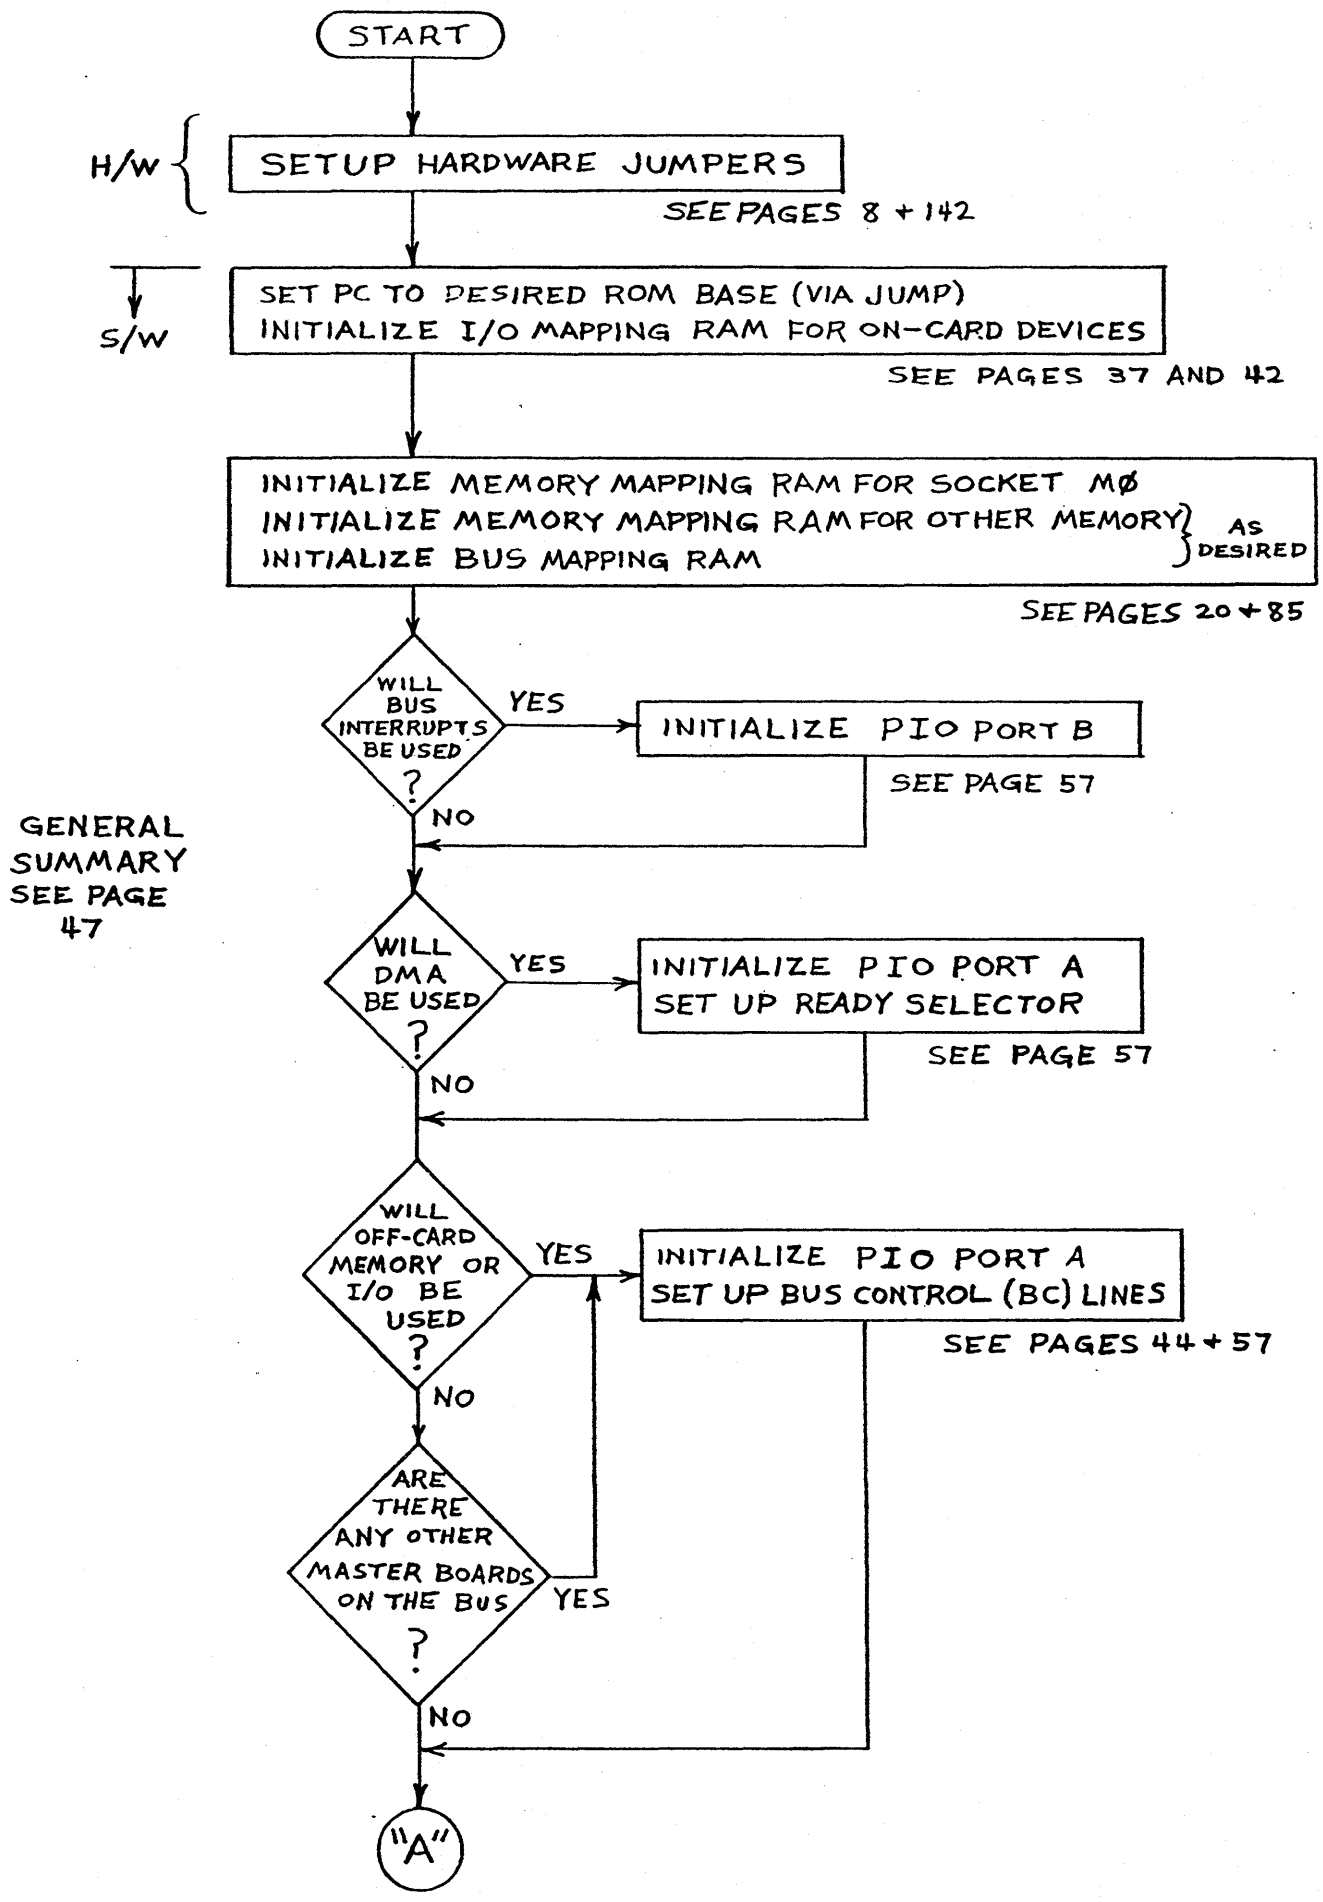 START
H/W
SETUP HARDWARE JUMPERS
SEE PAGES 8 + 142
S/W
SET PC TO DESIRED ROM BASE (VIA JUMP)
INITIALIZE I/O MAPPING RAM FOR ON-CARD DEVICES
SEE PAGES 37 AND 42
INITIALIZE MEMORY MAPPING RAM FOR SOCKET MØ
INITIALIZE MEMORY MAPPING RAM FOR OTHER MEMORY
INITIALIZE BUS MAPPING RAM
AS
DESIRED
SEE PAGES 20 + 85
WILL
BUS
INTERRUPTS
BE USED
?
YES
INITIALIZE PIO PORT B
SEE PAGE 57
NO
GENERAL
SUMMARY
SEE PAGE
47
WILL
DMA
BE USED
?
YES
INITIALIZE PIO PORT A
SET UP READY SELECTOR
SEE PAGE 57
NO
WILL
OFF-CARD
MEMORY OR
I/O BE
USED
?
YES
INITIALIZE PIO PORT A
SET UP BUS CONTROL (BC) LINES
SEE PAGES 44 + 57
NO
ARE
THERE
ANY OTHER
MASTER BOARDS
ON THE BUS
?
YES
NO
"A"